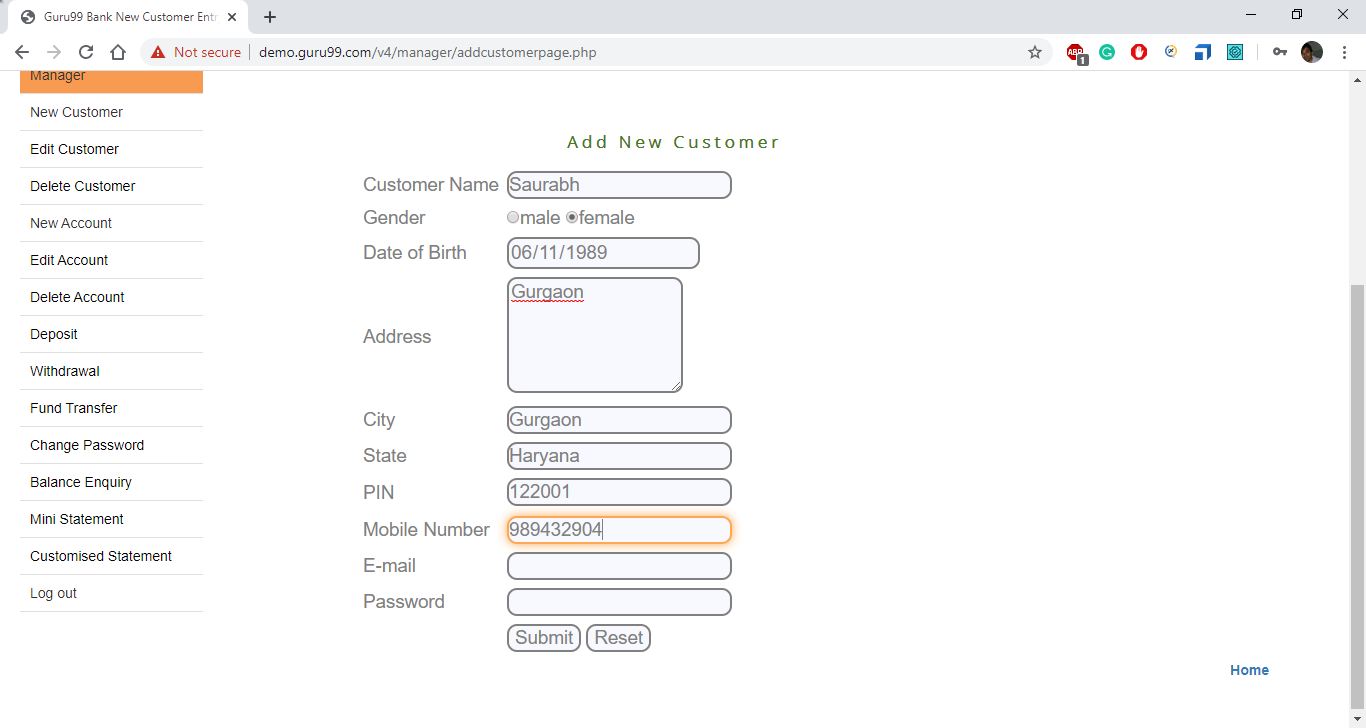 Guru99 Bank New Customer Entr
Not secure
demo.guru99.com/v4/manager/addcustomerpage.php
ABP
1
Manager
New Customer
Edit Customer
Delete Customer
New Account
Edit Account
Delete Account
Deposit
Withdrawal
Fund Transfer
Change Password
Balance Enquiry
Mini Statement
Customised Statement
Log out
Add New Customer
Customer Name Saurabh
Gender male female
Date of Birth 06/11/1989
Address Gurgaon
City Gurgaon
State Haryana
PIN 122001
Mobile Number 989432904
E-mail
Password
Submit Reset
Home